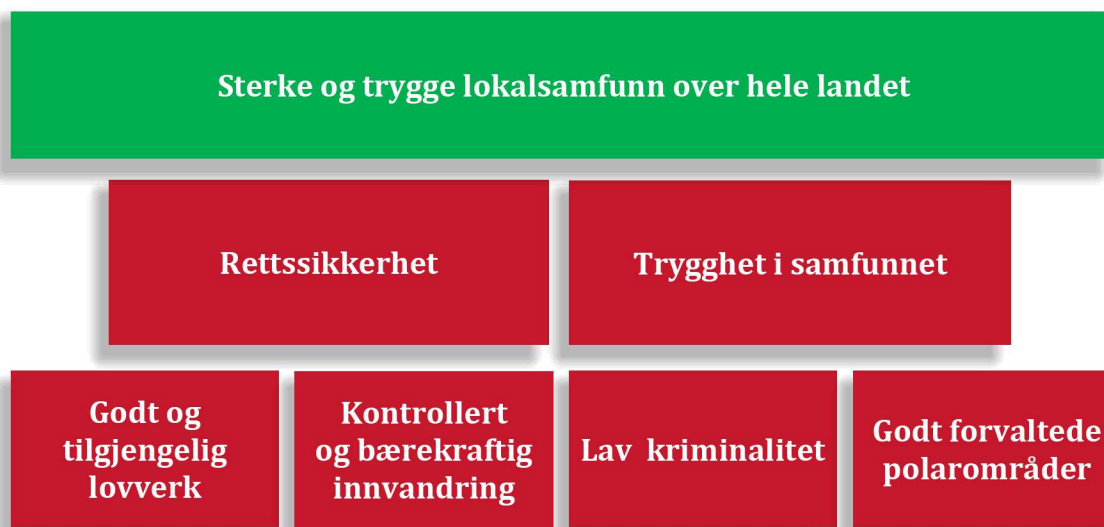 Sterke og trygge lokalsamfunn over hele landet
Rettssikkerhet
Trygghet i samfunnet
Godt og
tilgjengelig
lovverk
Kontrollert
og bærekraftig
innvandring
Lav  kriminalitet
Godt forvaltede
polarområder